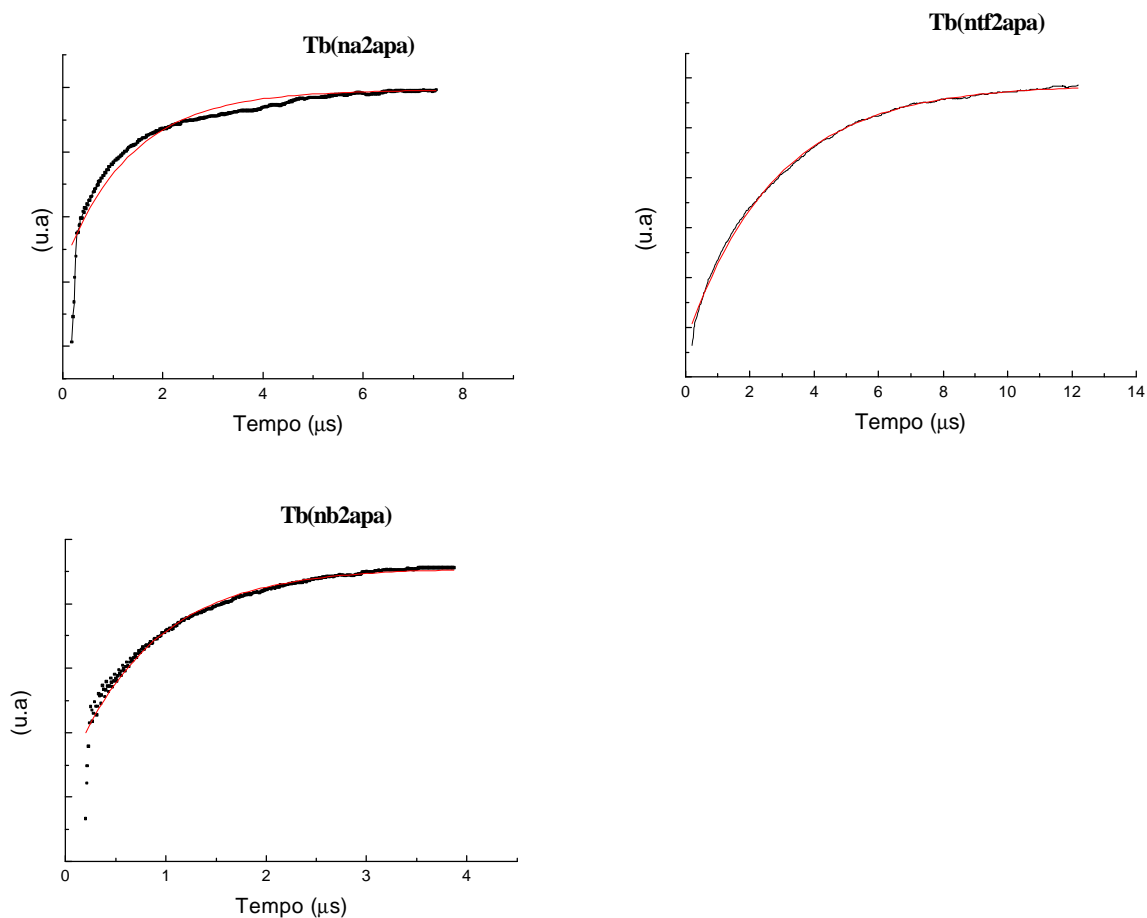 Tb(na2apa)
(u.a)
0 2 4 6 8
Tempo (μs)
Tb(ntf2apa)
(u.a)
0 2 4 6 8 10 12 14
Tempo (μs)
Tb(nb2apa)
(u.a)
0 1 2 3 4
Tempo (μs)